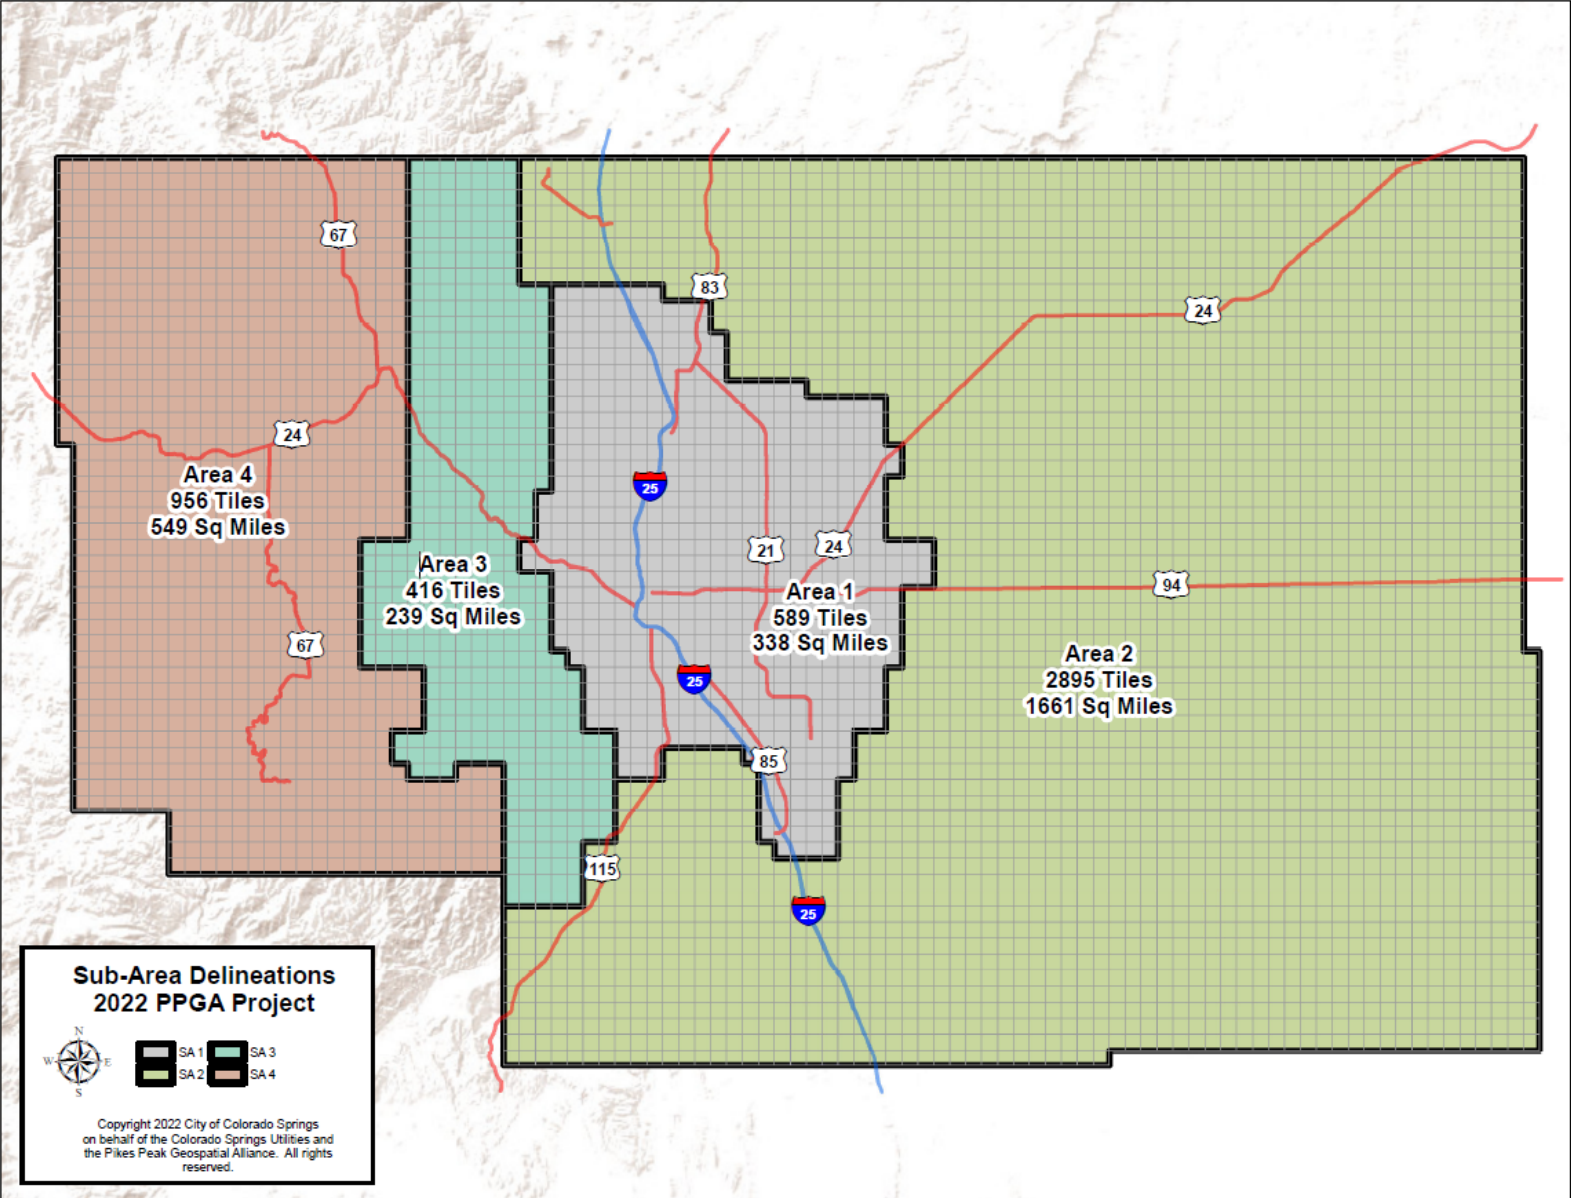 67
83
24
24
Area 4
956 Tiles
549 Sq Miles
25
21
24
Area 3
416 Tiles
239 Sq Miles
Area 1
589 Tiles
338 Sq Miles
94
67
Area 2
2895 Tiles
1661 Sq Miles
25
85
115
25
Sub-Area Delineations
2022 PPGA Project
N
W
E
S
SA 1
SA 3
SA 2
SA 4
Copyright 2022 City of Colorado Springs
on behalf of the Colorado Springs Utilities and
the Pikes Peak Geospatial Alliance. All rights
reserved.